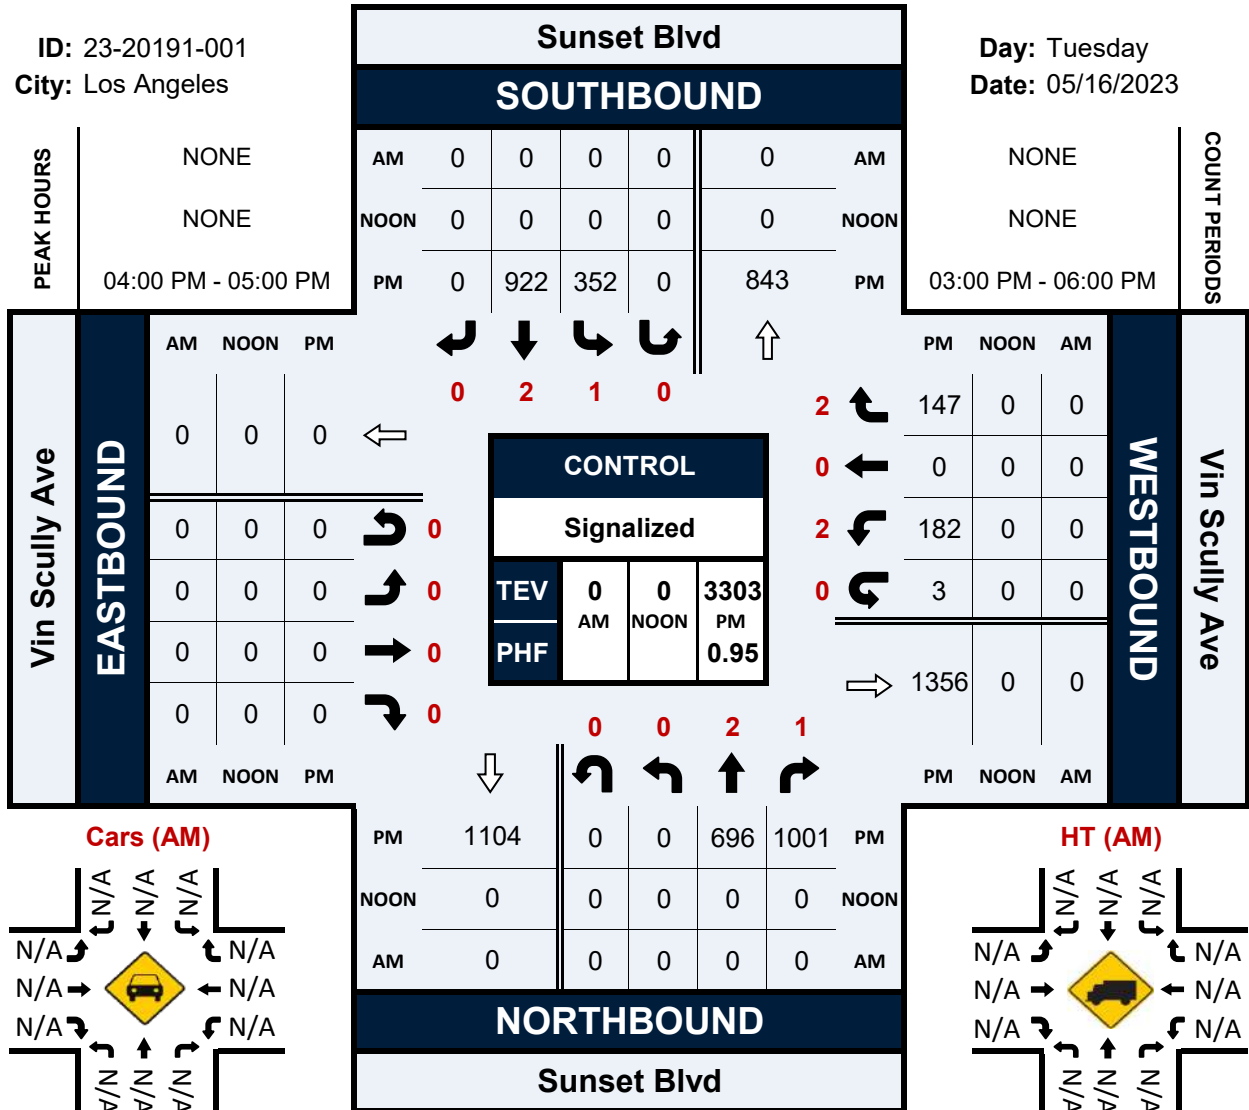 ID: 23-20191-001
City: Los Angeles
Sunset Blvd
SOUTHBOUND
Day: Tuesday
Date: 05/16/2023
PEAK HOURS
NONE
NONE
04:00 PM - 05:00 PM
AM 0 0 0 0 0 AM
NOON 0 0 0 0 0 NOON
PM 0 922 352 0 843 PM
NONE
NONE
03:00 PM - 06:00 PM
COUNT PERIODS
0 2 1 0
Vin Scully Ave
EASTBOUND
AM NOON PM
0 0 0
0 0 0 0
0 0 0 0
0 0 0 0
0 0 0 0
AM NOON PM
CONTROL
Signalized
TEV 0 0 3303
AM NOON PM
PHF 0.95
PM NOON AM
2 147 0 0
0 0 0 0
2 182 0 0
0 3 0 0
1356 0 0
PM NOON AM
WESTBOUND
Vin Scully Ave
0 0 2 1
PM 1104 0 0 696 1001 PM
NOON 0 0 0 0 0 NOON
AM 0 0 0 0 0 AM
NORTHBOUND
Sunset Blvd
Cars (AM)
N/A N/A N/A
N/A N/A
N/A N/A
N/A N/A
N/A N/A N/A
HT (AM)
N/A N/A N/A
N/A N/A
N/A N/A
N/A N/A
N/A N/A N/A